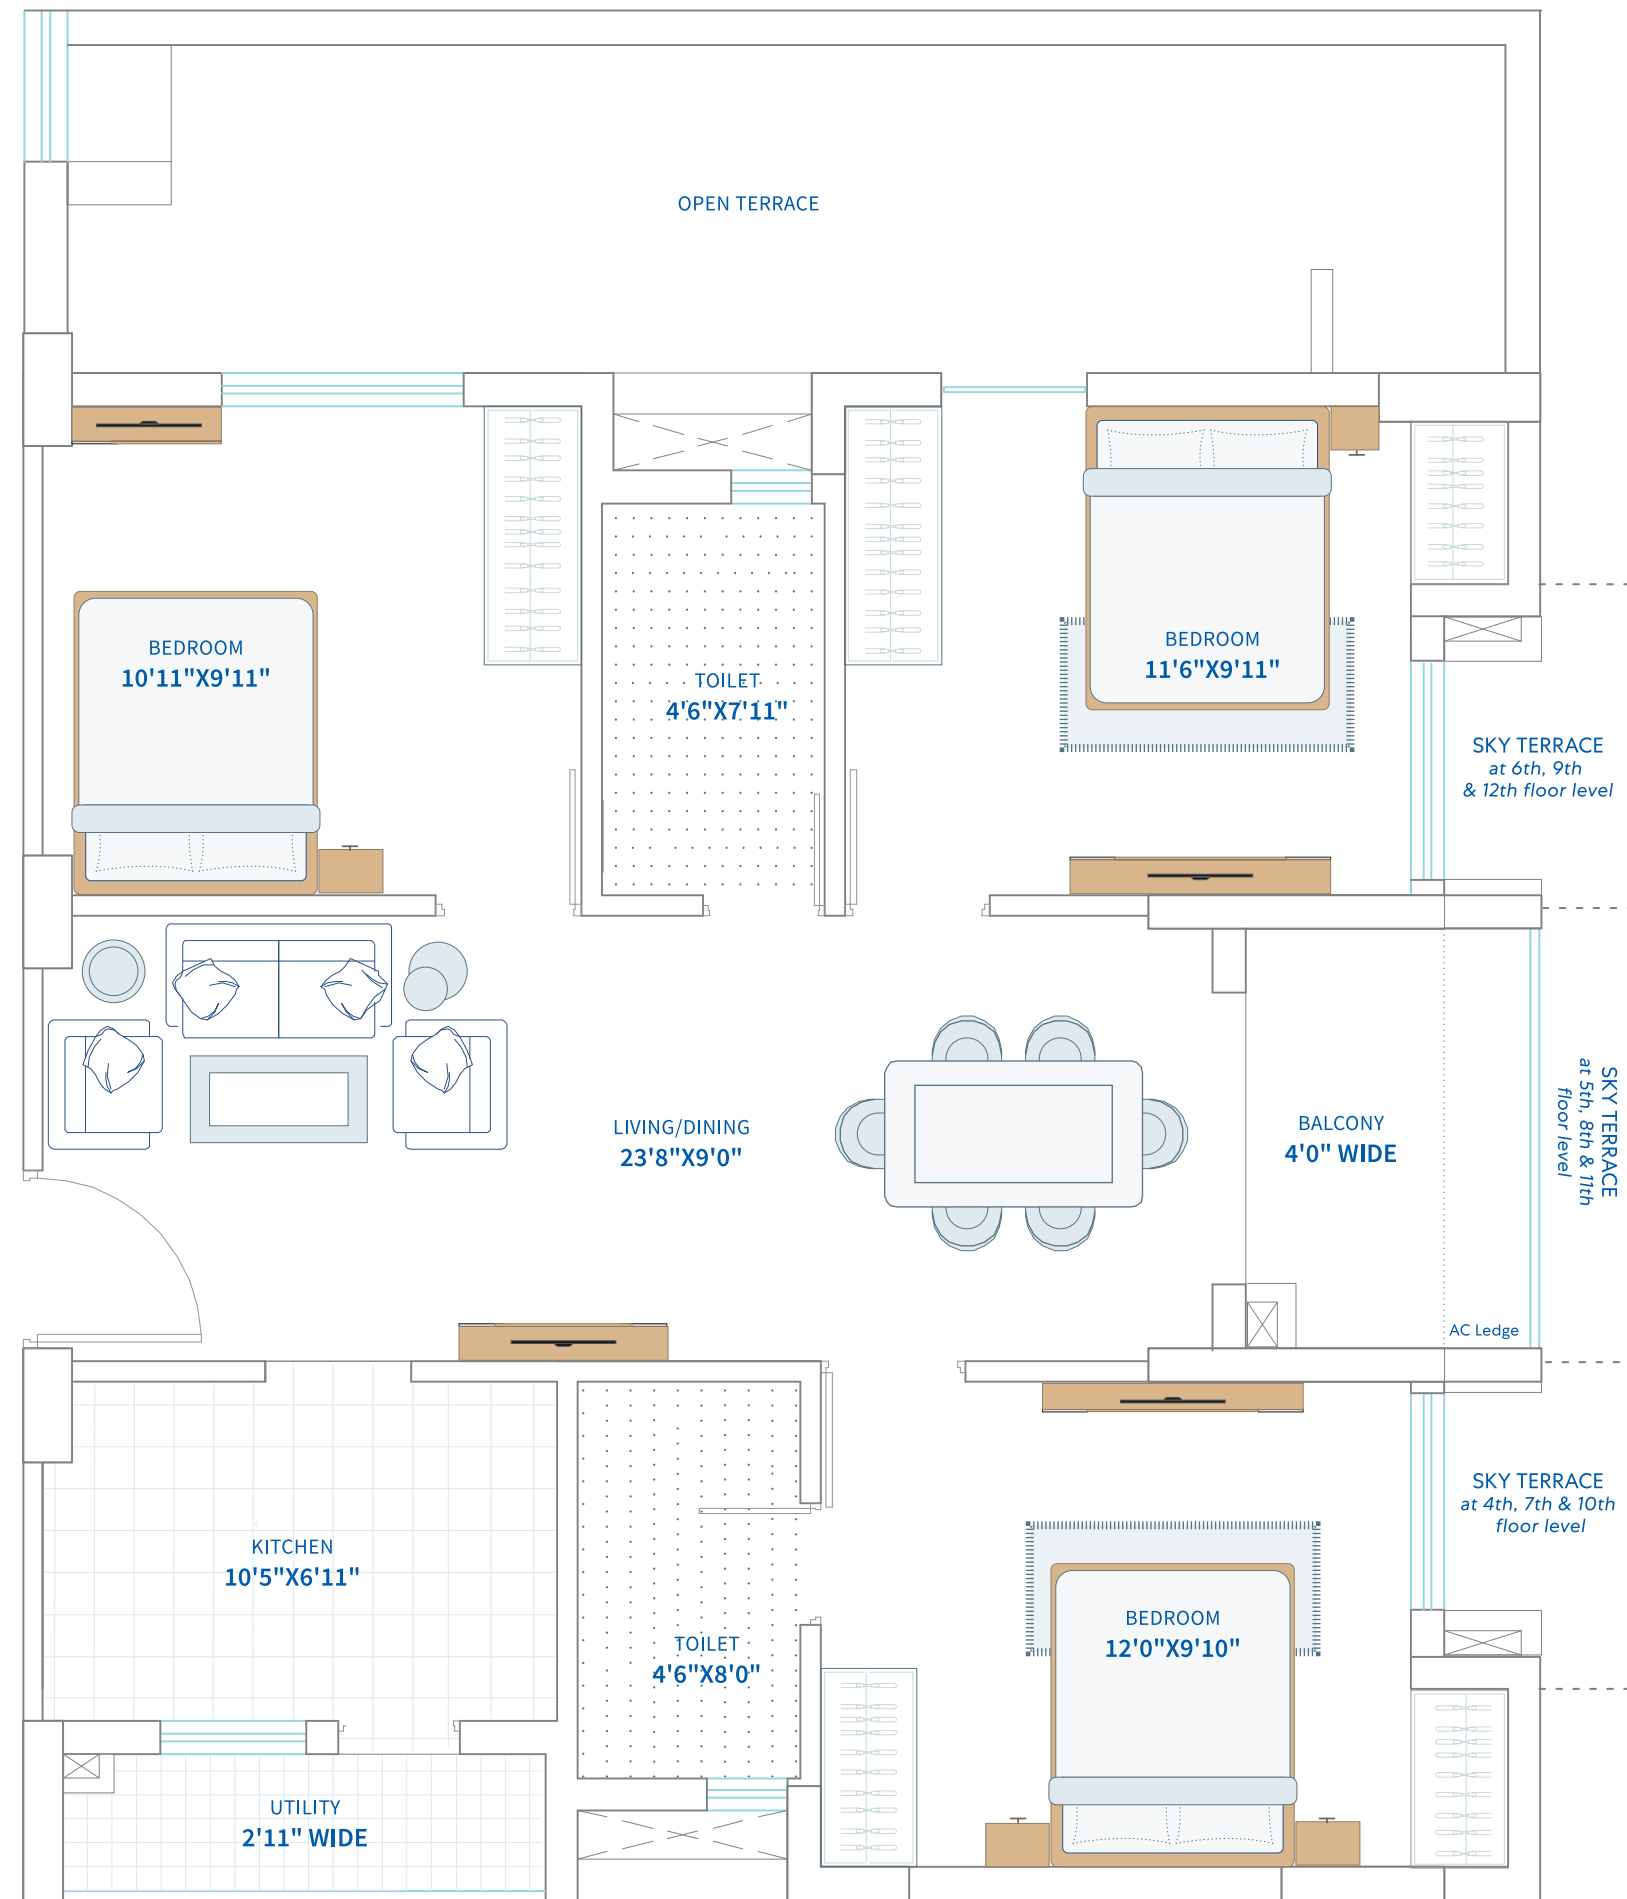 OPEN TERRACE
BEDROOM
10'11"X9'11"
BEDROOM
11'6"X9'11"
TOILET
4'6"X7'11"
SKY TERRACE
at 6th, 9th
& 12th floor level
LIVING/DINING
23'8"X9'0"
BALCONY
4'0" WIDE
SKY TERRACE
at 5th, 8th & 11th
floor level
AC Ledge
KITCHEN
10'5"X6'11"
SKY TERRACE
at 4th, 7th & 10th
floor level
TOILET
4'6"X8'0"
BEDROOM
12'0"X9'10"
UTILITY
2'11" WIDE